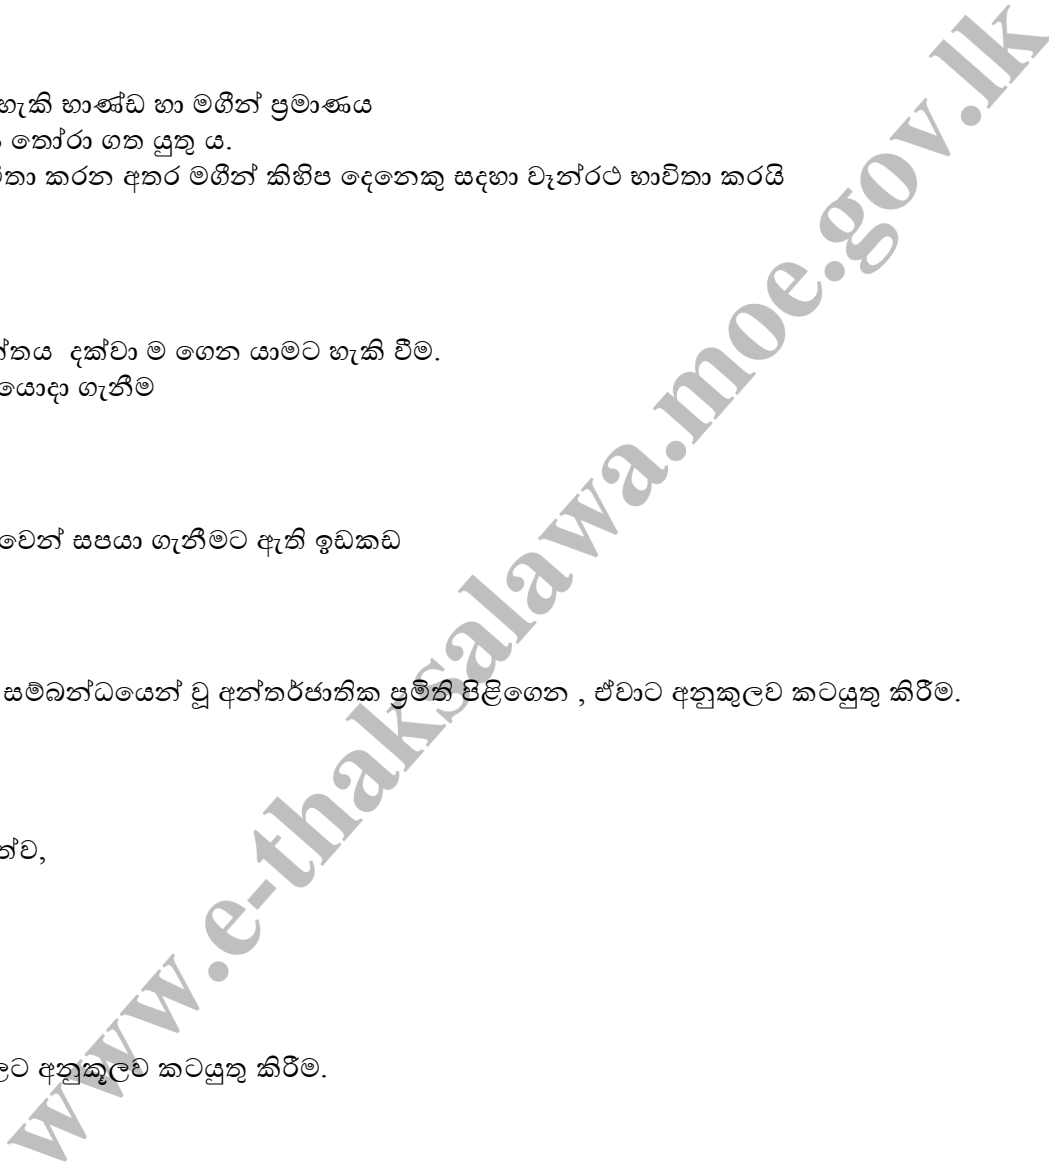 හැකි භාණ්ඩ හා මගීන් ප්‍රමාණය
තෝරා ගත යුතු ය.
කරන අතර මගීන් කිහිප දෙනෙකු සඳහා වෑන්රථ භාවිතා කරයි
දක්වා ම ගෙන යාමට හැකි වීම.
යොදා ගැනීම
වෙන් සපයා ගැනීමට ඇති ඉඩකඩ
සම්බන්ධයෙන් වූ අන්තර්ජාතික ප්‍රමිති පිළිගෙන , ඒවාට අනුකුලව කටයුතු කිරීම.
අනුකූලව කටයුතු කිරීම.
www.e-thaksalawa.moe.gov.lk